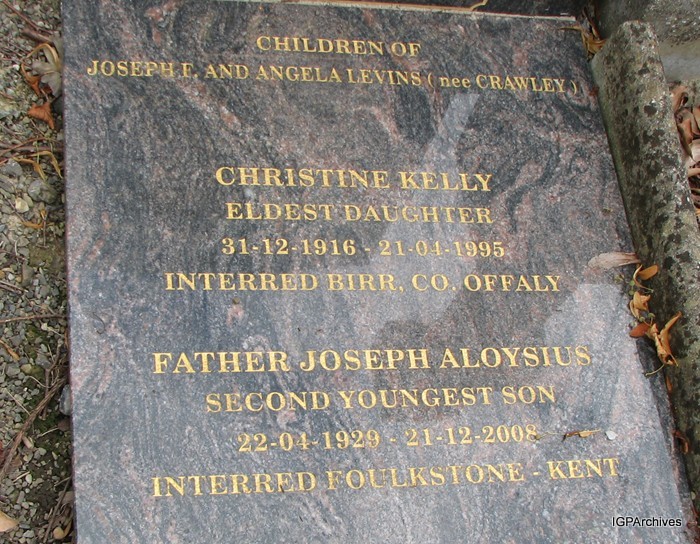 CHILDREN OF
JOSEPH F. AND ANGELA LEVINS ( nee CRAWLEY )
CHRISTINE KELLY
ELDEST DAUGHTER
31-12-1916 - 21-04-1995
INTERRED BIRR, CO. OFFALY
FATHER JOSEPH ALOYSIUS
SECOND YOUNGEST SON
22-04-1929 - 21-12-2008
INTERRED FOULKSTONE - KENT
IGPArchives